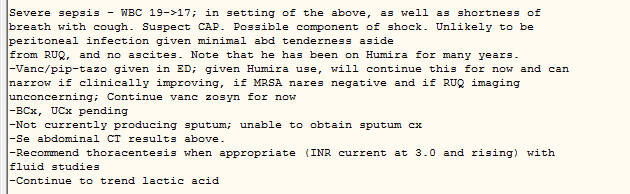 Severe sepsis - WBC 19->17; in setting of the above, as well as shortness of
breath with cough. Suspect CAP. Possible component of shock. Unlikely to be
peritoneal infection given minimal abd tenderness aside
from RUQ, and no ascites. Note that he has been on Humira for many years.
-Vanc/pip-tazo given in ED; given Humira use, will continue this for now and can
narrow if clinically improving, if MRSA nares negative and if RUQ imaging
unconcerning; Continue vanc zosyn for now
-BCx, UCx pending
-Not currently producing sputum; unable to obtain sputum cx
-Se abdominal CT results above.
-Recommend thoracentesis when appropriate (INR current at 3.0 and rising) with
fluid studies
-Continue to trend lactic acid